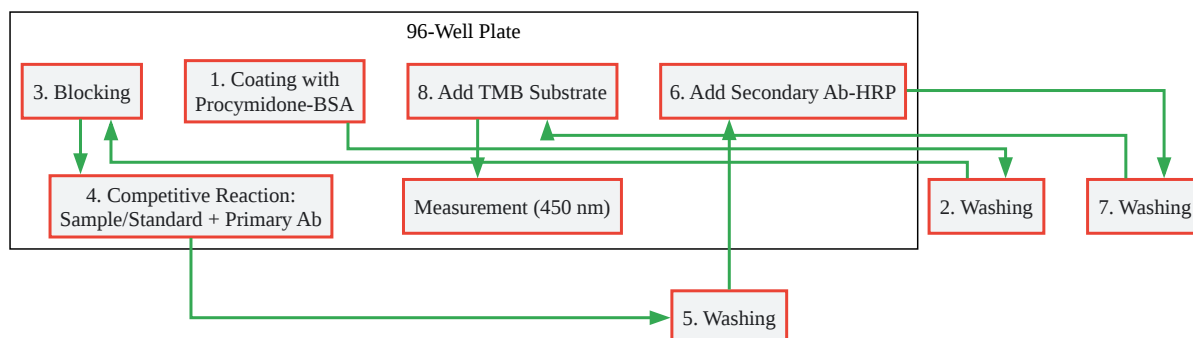 96-Well Plate
3. Blocking
1. Coating with
Procymidone-BSA
8. Add TMB Substrate
6. Add Secondary Ab-HRP
4. Competitive Reaction:
Sample/Standard + Primary Ab
Measurement (450 nm)
2. Washing
7. Washing
5. Washing